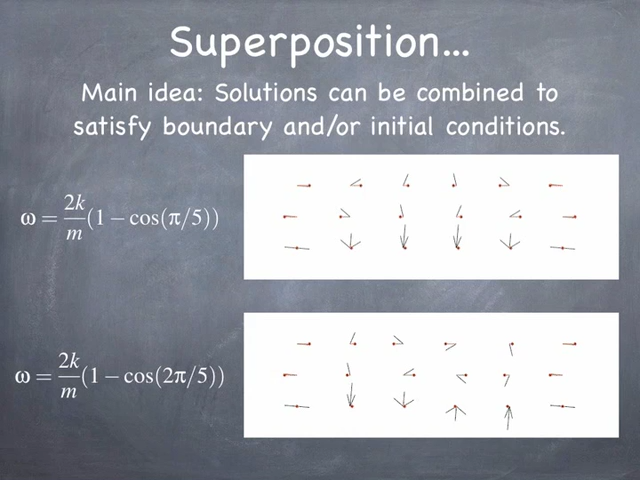 Superposition...
Main idea: Solutions can be combined to
satisfy boundary and/or initial conditions.
ω = 2k/m (1 − cos(π/5))
ω = 2k/m (1 − cos(2π/5))